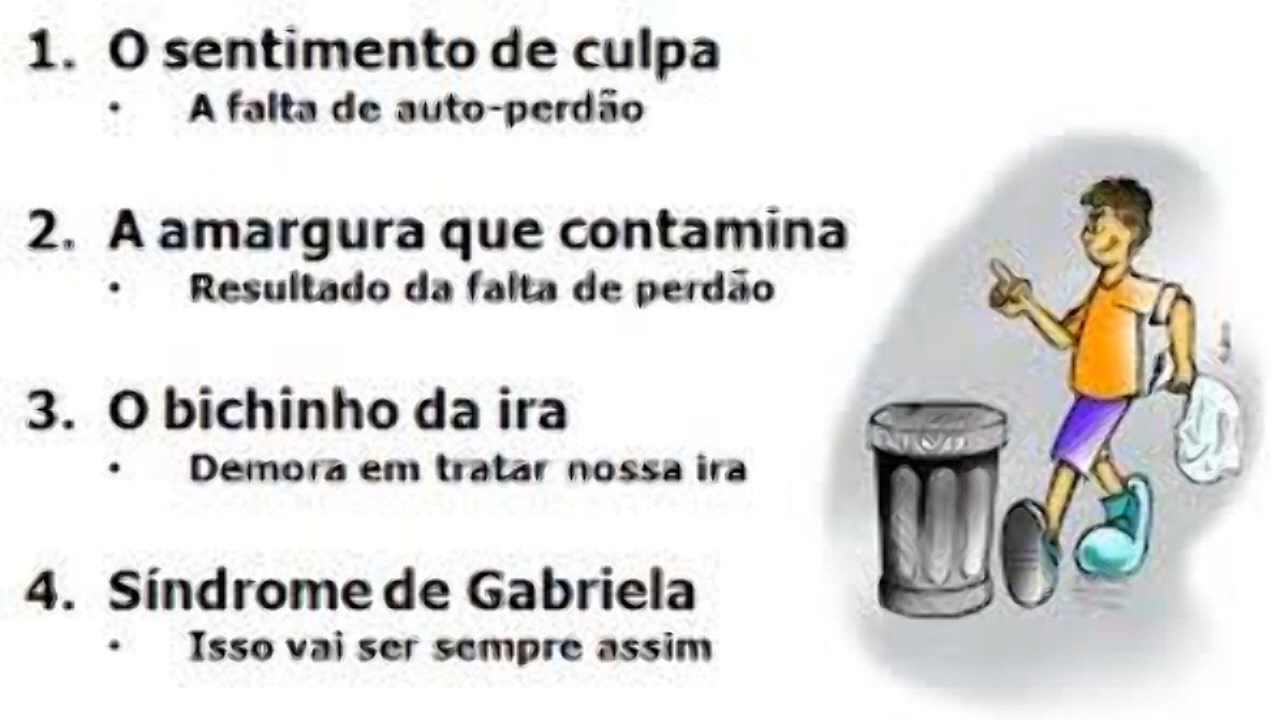 1. O sentimento de culpa
• A falta de auto-perdão
2. A amargura que contamina
• Resultado da falta de perdão
3. O bichinho da ira
• Demora em tratar nossa ira
4. Síndrome de Gabriela
• Isso vai ser sempre assim